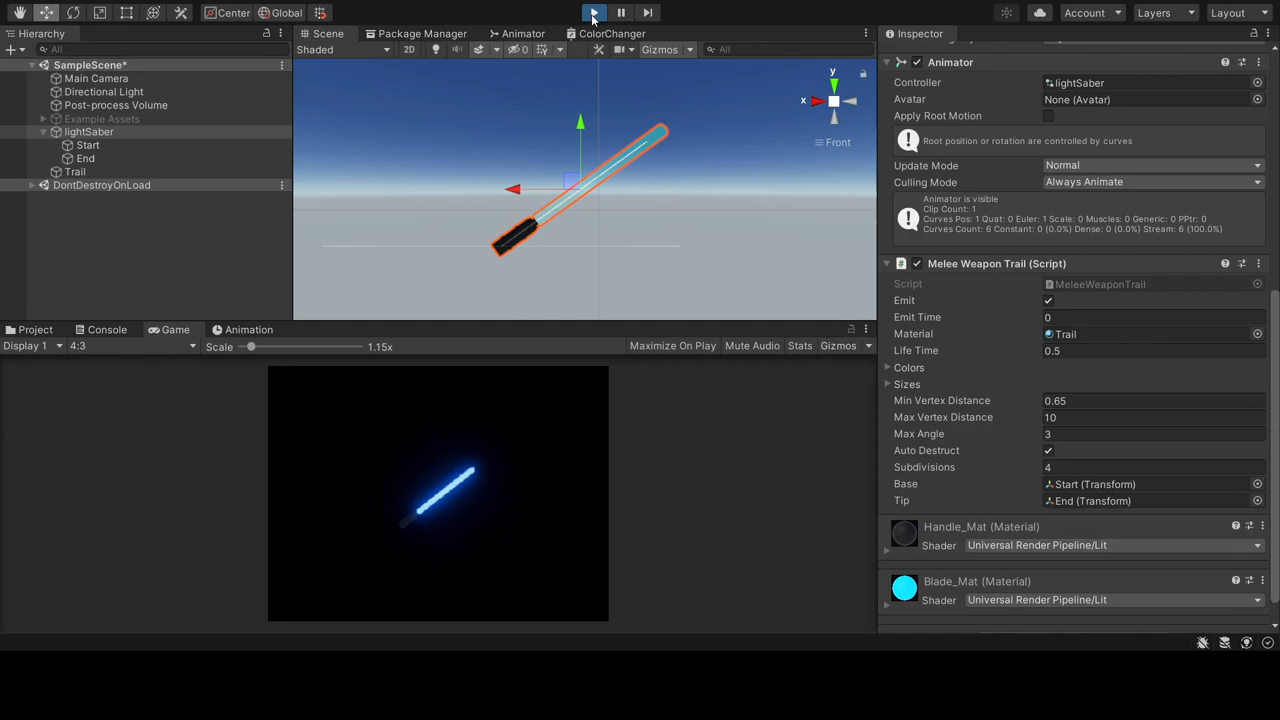 Center
Global
Account
Layers
Layout
Hierarchy
Scene
Package Manager
Animator
ColorChanger
Inspector
All
Shaded
2D
0
Gizmos
All
SampleScene*
Main Camera
Directional Light
Post-process Volume
Example Assets
lightSaber
Start
End
Trail
DontDestroyOnLoad
y
x
Front
Animator
Controller
lightSaber
Avatar
None (Avatar)
Apply Root Motion
Root position or rotation are controlled by curves
Update Mode
Normal
Culling Mode
Always Animate
Animator is visible
Clip Count: 1
Curves Pos: 1 Quat: 0 Euler: 1 Scale: 0 Muscles: 0 Generic: 0 PPtr: 0
Curves Count: 6 Constant: 0 (0.0%) Dense: 0 (0.0%) Stream: 6 (100.0%)
Melee Weapon Trail (Script)
Script
MeleeWeaponTrail
Emit
Emit Time
0
Material
Trail
Life Time
0.5
Colors
Sizes
Min Vertex Distance
0.65
Max Vertex Distance
10
Max Angle
3
Auto Destruct
Subdivisions
4
Base
Start (Transform)
Tip
End (Transform)
Handle_Mat (Material)
Shader
Universal Render Pipeline/Lit
Blade_Mat (Material)
Shader
Universal Render Pipeline/Lit
Project
Console
Game
Animation
Display 1
4:3
Scale
1.15x
Maximize On Play
Mute Audio
Stats
Gizmos